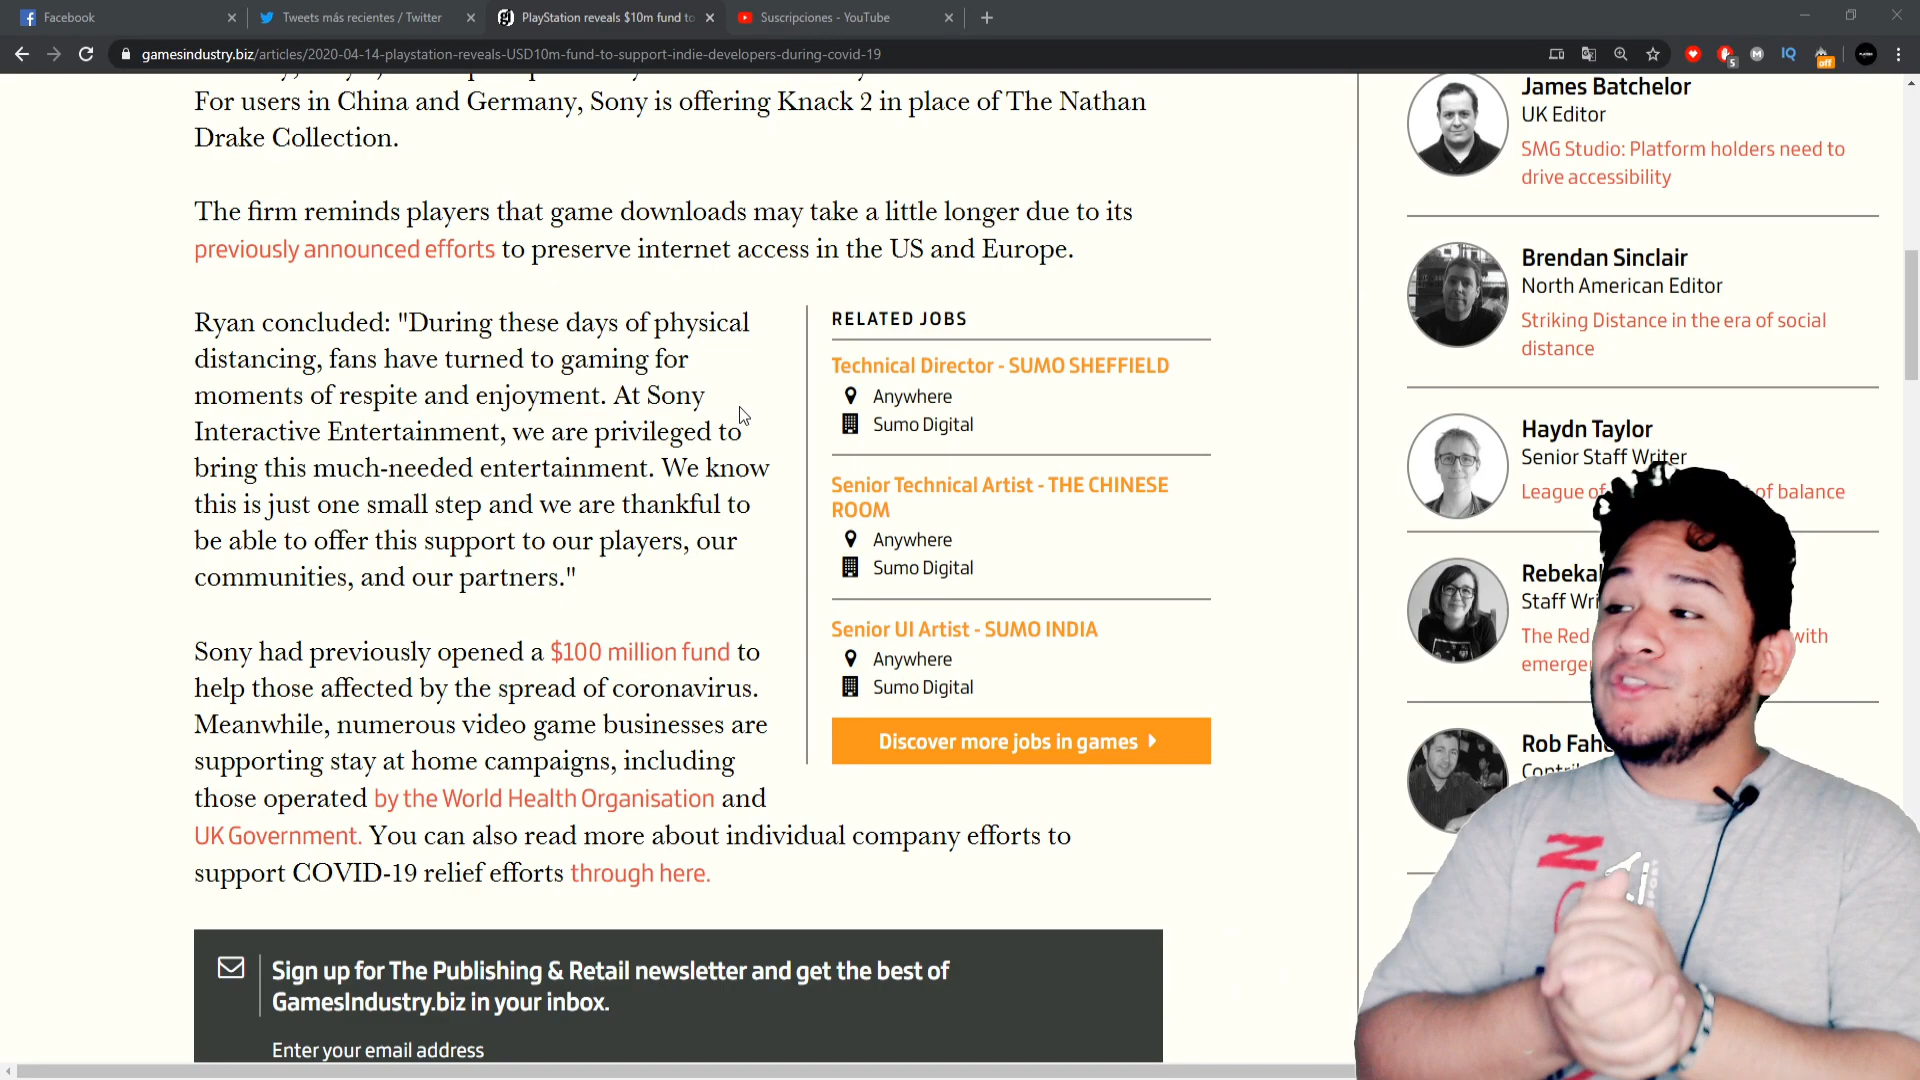 Facebook
Tweets más recientes / Twitter
PlayStation reveals $10m fund to
Suscripciones - YouTube
gamesindustry.biz/articles/2020-04-14-playstation-reveals-USD10m-fund-to-support-indie-developers-during-covid-19
5
IQ
off
For users in China and Germany, Sony is offering Knack 2 in place of The Nathan
Drake Collection.
The firm reminds players that game downloads may take a little longer due to its
previously announced efforts to preserve internet access in the US and Europe.
Ryan concluded: "During these days of physical
distancing, fans have turned to gaming for
moments of respite and enjoyment. At Sony
Interactive Entertainment, we are privileged to
bring this much-needed entertainment. We know
this is just one small step and we are thankful to
be able to offer this support to our players, our
communities, and our partners."
Sony had previously opened a $100 million fund to
help those affected by the spread of coronavirus.
Meanwhile, numerous video game businesses are
supporting stay at home campaigns, including
those operated by the World Health Organisation and
UK Government. You can also read more about individual company efforts to
support COVID-19 relief efforts through here.
RELATED JOBS
Technical Director - SUMO SHEFFIELD
Anywhere
Sumo Digital
Senior Technical Artist - THE CHINESE
ROOM
Anywhere
Sumo Digital
Senior UI Artist - SUMO INDIA
Anywhere
Sumo Digital
Discover more jobs in games
Sign up for The Publishing & Retail newsletter and get the best of
GamesIndustry.biz in your inbox.
Enter your email address
James Batchelor
UK Editor
SMG Studio: Platform holders need to
drive accessibility
Brendan Sinclair
North American Editor
Striking Distance in the era of social
distance
Haydn Taylor
Senior Staff Writer
League of of balance
Rebekah
Staff Wri
The Red with
emerge
Rob Fah